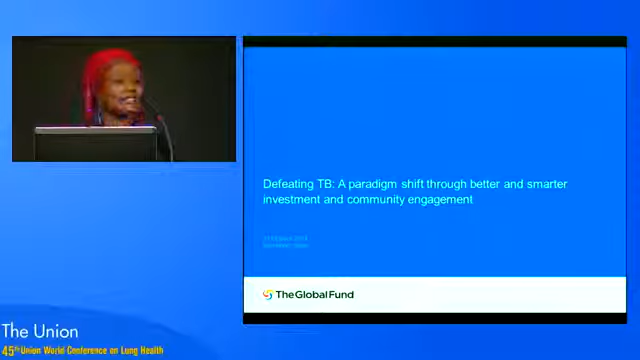 Defeating TB: A paradigm shift through better and smarter
investment and community engagement
The Global Fund
The Union
45th Union World Conference on Lung Health